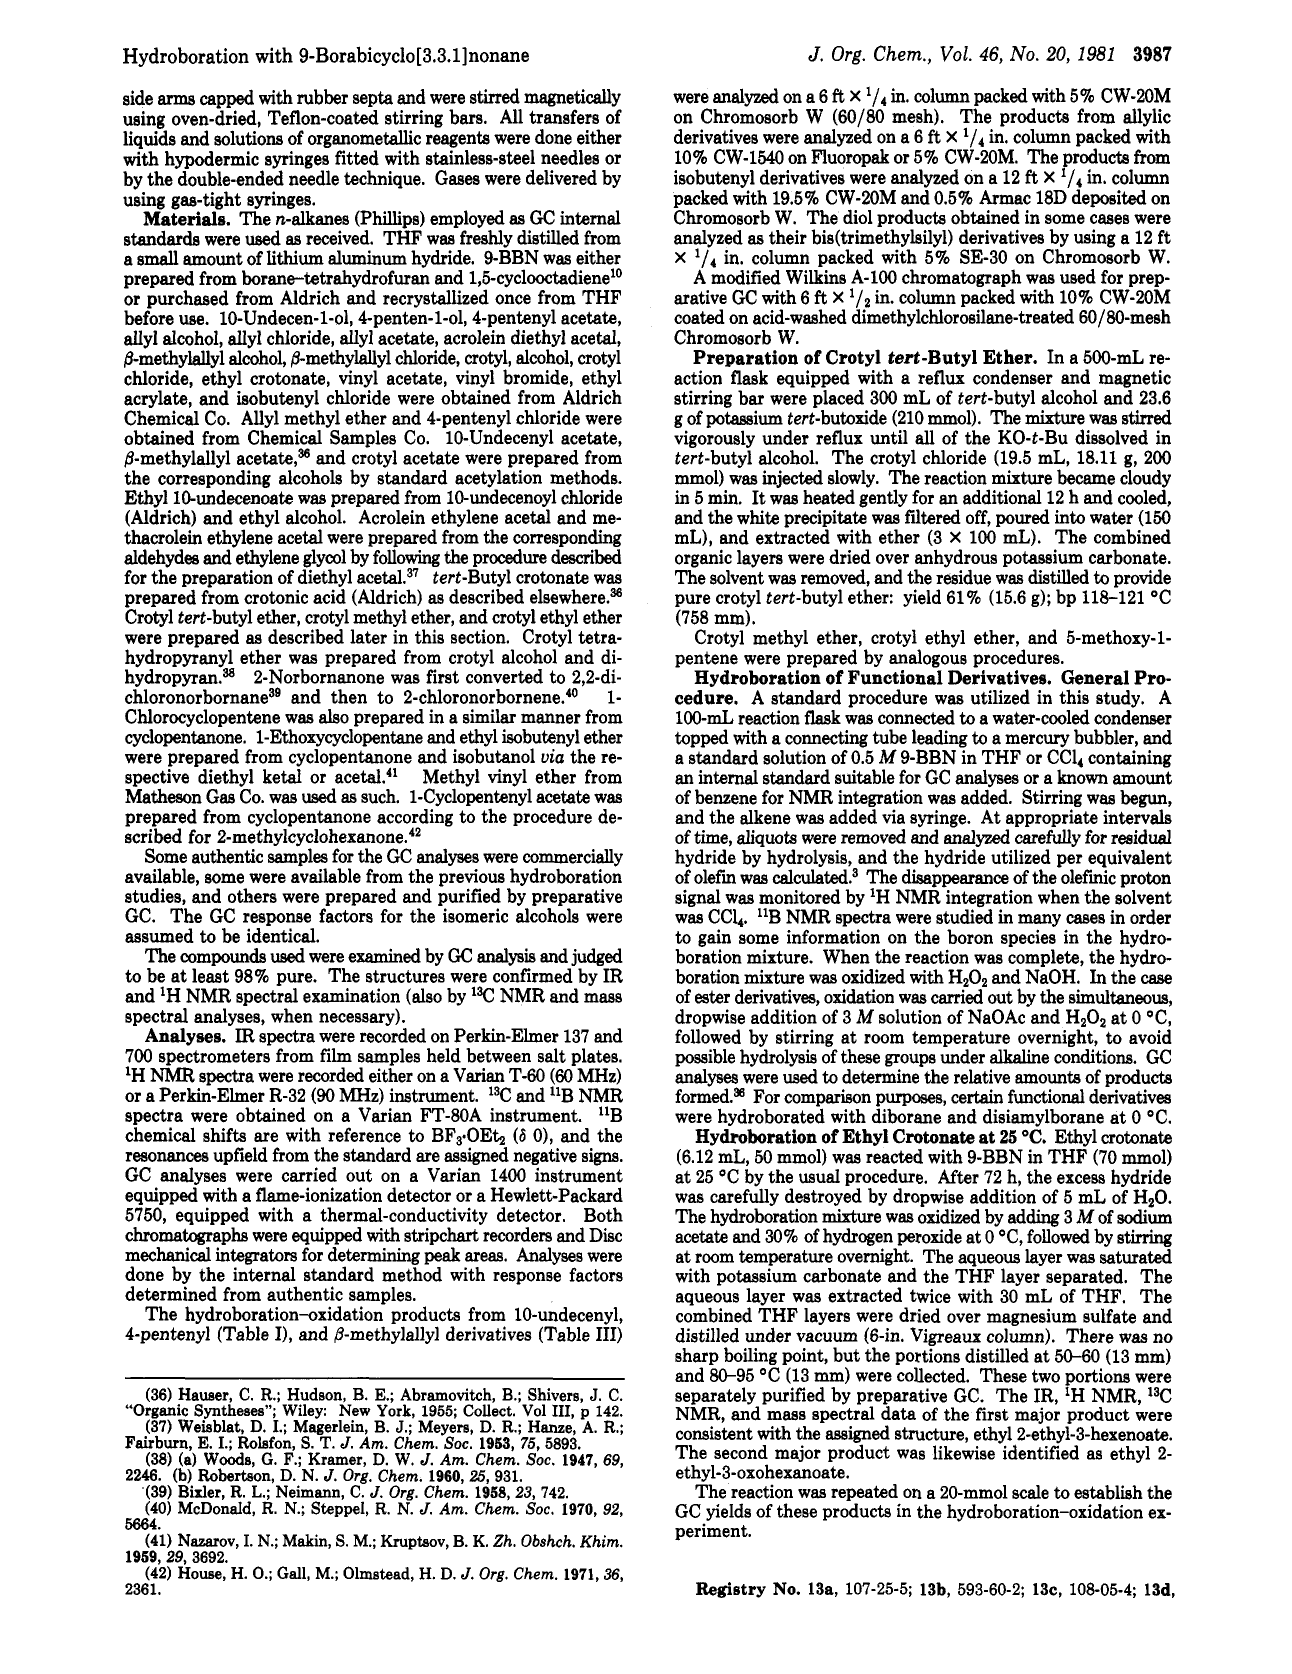 Hydroboration with 9-Borabicyclo[3.3.1]nonane
J. Org. Chem., Vol. 46, No. 20, 1981 3987
side arms capped with rubber septa and were stirred magnetically
using oven-dried, Teflon-coated stirring bars. All transfers of
liquids and solutions of organometallic reagents were done either
with hypodermic syringes fitted with stainless-steel needles or
by the double-ended needle technique. Gases were delivered by
using gas-tight syringes.
Materials. The n-alkanes (Phillips) employed as GC internal
standards were used as received. THF was freshly distilled from
a small amount of lithium aluminum hydride. 9-BBN was either
prepared from borane–tetrahydrofuran and 1,5-cyclooctadiene¹⁰
or purchased from Aldrich and recrystallized once from THF
before use. 10-Undecen-1-ol, 4-penten-1-ol, 4-pentenyl acetate,
allyl alcohol, allyl chloride, allyl acetate, acrolein diethyl acetal,
β-methylallyl alcohol, β-methylallyl chloride, crotyl, alcohol, crotyl
chloride, ethyl crotonate, vinyl acetate, vinyl bromide, ethyl
acrylate, and isobutenyl chloride were obtained from Aldrich
Chemical Co. Allyl methyl ether and 4-pentenyl chloride were
obtained from Chemical Samples Co. 10-Undecenyl acetate,
β-methylallyl acetate,³⁶ and crotyl acetate were prepared from
the corresponding alcohols by standard acetylation methods.
Ethyl 10-undecenoate was prepared from 10-undecenoyl chloride
(Aldrich) and ethyl alcohol. Acrolein ethylene acetal and me-
thacrolein ethylene acetal were prepared from the corresponding
aldehydes and ethylene glycol by following the procedure described
for the preparation of diethyl acetal.³⁷ tert-Butyl crotonate was
prepared from crotonic acid (Aldrich) as described elsewhere.³⁶
Crotyl tert-butyl ether, crotyl methyl ether, and crotyl ethyl ether
were prepared as described later in this section. Crotyl tetra-
hydropyranyl ether was prepared from crotyl alcohol and di-
hydropyran.³⁸ 2-Norbornanone was first converted to 2,2-di-
chloronorbornane³⁹ and then to 2-chloronorbornene.⁴⁰ 1-
Chlorocyclopentene was also prepared in a similar manner from
cyclopentanone. 1-Ethoxycyclopentane and ethyl isobutenyl ether
were prepared from cyclopentanone and isobutanol via the re-
spective diethyl ketal or acetal.⁴¹ Methyl vinyl ether from
Matheson Gas Co. was used as such. 1-Cyclopentenyl acetate was
prepared from cyclopentanone according to the procedure de-
scribed for 2-methylcyclohexanone.⁴²
Some authentic samples for the GC analyses were commercially
available, some were available from the previous hydroboration
studies, and others were prepared and purified by preparative
GC. The GC response factors for the isomeric alcohols were
assumed to be identical.
The compounds used were examined by GC analysis and judged
to be at least 98% pure. The structures were confirmed by IR
and ¹H NMR spectral examination (also by ¹³C NMR and mass
spectral analyses, when necessary).
Analyses. IR spectra were recorded on Perkin-Elmer 137 and
700 spectrometers from film samples held between salt plates.
¹H NMR spectra were recorded either on a Varian T-60 (60 MHz)
or a Perkin-Elmer R-32 (90 MHz) instrument. ¹³C and ¹¹B NMR
spectra were obtained on a Varian FT-80A instrument. ¹¹B
chemical shifts are with reference to BF₃·OEt₂ (δ 0), and the
resonances upfield from the standard are assigned negative signs.
GC analyses were carried out on a Varian 1400 instrument
equipped with a flame-ionization detector or a Hewlett-Packard
5750, equipped with a thermal-conductivity detector. Both
chromatographs were equipped with stripchart recorders and Disc
mechanical integrators for determining peak areas. Analyses were
done by the internal standard method with response factors
determined from authentic samples.
The hydroboration–oxidation products from 10-undecenyl,
4-pentenyl (Table I), and β-methylallyl derivatives (Table III)
(36) Hauser, C. R.; Hudson, B. E.; Abramovitch, B.; Shivers, J. C.
"Organic Syntheses"; Wiley: New York, 1955; Collect. Vol III, p 142.
(37) Weisblat, D. I.; Magerlein, B. J.; Meyers, D. R.; Hanze, A. R.;
Fairburn, E. I.; Rolsfon, S. T. J. Am. Chem. Soc. 1953, 75, 5893.
(38) (a) Woods, G. F.; Kramer, D. W. J. Am. Chem. Soc. 1947, 69,
2246. (b) Robertson, D. N. J. Org. Chem. 1960, 25, 931.
(39) Bixler, R. L.; Neimann, C. J. Org. Chem. 1958, 23, 742.
(40) McDonald, R. N.; Steppel, R. N. J. Am. Chem. Soc. 1970, 92,
5664.
(41) Nazarov, I. N.; Makin, S. M.; Kruptsov, B. K. Zh. Obshch. Khim.
1959, 29, 3692.
(42) House, H. O.; Gall, M.; Olmstead, H. D. J. Org. Chem. 1971, 36,
2361.
were analyzed on a 6 ft × ¹/₄ in. column packed with 5% CW-20M
on Chromosorb W (60/80 mesh). The products from allylic
derivatives were analyzed on a 6 ft × ¹/₄ in. column packed with
10% CW-1540 on Fluoropak or 5% CW-20M. The products from
isobutenyl derivatives were analyzed on a 12 ft × ¹/₄ in. column
packed with 19.5% CW-20M and 0.5% Armac 18D deposited on
Chromosorb W. The diol products obtained in some cases were
analyzed as their bis(trimethylsilyl) derivatives by using a 12 ft
× ¹/₄ in. column packed with 5% SE-30 on Chromosorb W.
A modified Wilkins A-100 chromatograph was used for prep-
arative GC with 6 ft × ¹/₂ in. column packed with 10% CW-20M
coated on acid-washed dimethylchlorosilane-treated 60/80-mesh
Chromosorb W.
Preparation of Crotyl tert-Butyl Ether. In a 500-mL re-
action flask equipped with a reflux condenser and magnetic
stirring bar were placed 300 mL of tert-butyl alcohol and 23.6
g of potassium tert-butoxide (210 mmol). The mixture was stirred
vigorously under reflux until all of the KO-t-Bu dissolved in
tert-butyl alcohol. The crotyl chloride (19.5 mL, 18.11 g, 200
mmol) was injected slowly. The reaction mixture became cloudy
in 5 min. It was heated gently for an additional 12 h and cooled,
and the white precipitate was filtered off, poured into water (150
mL), and extracted with ether (3 × 100 mL). The combined
organic layers were dried over anhydrous potassium carbonate.
The solvent was removed, and the residue was distilled to provide
pure crotyl tert-butyl ether: yield 61% (15.6 g); bp 118–121 °C
(758 mm).
Crotyl methyl ether, crotyl ethyl ether, and 5-methoxy-1-
pentene were prepared by analogous procedures.
Hydroboration of Functional Derivatives. General Pro-
cedure. A standard procedure was utilized in this study. A
100-mL reaction flask was connected to a water-cooled condenser
topped with a connecting tube leading to a mercury bubbler, and
a standard solution of 0.5 M 9-BBN in THF or CCl₄ containing
an internal standard suitable for GC analyses or a known amount
of benzene for NMR integration was added. Stirring was begun,
and the alkene was added via syringe. At appropriate intervals
of time, aliquots were removed and analyzed carefully for residual
hydride by hydrolysis, and the hydride utilized per equivalent
of olefin was calculated.³ The disappearance of the olefinic proton
signal was monitored by ¹H NMR integration when the solvent
was CCl₄. ¹¹B NMR spectra were studied in many cases in order
to gain some information on the boron species in the hydro-
boration mixture. When the reaction was complete, the hydro-
boration mixture was oxidized with H₂O₂ and NaOH. In the case
of ester derivatives, oxidation was carried out by the simultaneous,
dropwise addition of 3 M solution of NaOAc and H₂O₂ at 0 °C,
followed by stirring at room temperature overnight, to avoid
possible hydrolysis of these groups under alkaline conditions. GC
analyses were used to determine the relative amounts of products
formed.³⁶ For comparison purposes, certain functional derivatives
were hydroborated with diborane and disiamylborane at 0 °C.
Hydroboration of Ethyl Crotonate at 25 °C. Ethyl crotonate
(6.12 mL, 50 mmol) was reacted with 9-BBN in THF (70 mmol)
at 25 °C by the usual procedure. After 72 h, the excess hydride
was carefully destroyed by dropwise addition of 5 mL of H₂O.
The hydroboration mixture was oxidized by adding 3 M of sodium
acetate and 30% of hydrogen peroxide at 0 °C, followed by stirring
at room temperature overnight. The aqueous layer was saturated
with potassium carbonate and the THF layer separated. The
aqueous layer was extracted twice with 30 mL of THF. The
combined THF layers were dried over magnesium sulfate and
distilled under vacuum (6-in. Vigreaux column). There was no
sharp boiling point, but the portions distilled at 50–60 (13 mm)
and 80–95 °C (13 mm) were collected. These two portions were
separately purified by preparative GC. The IR, ¹H NMR, ¹³C
NMR, and mass spectral data of the first major product were
consistent with the assigned structure, ethyl 2-ethyl-3-hexenoate.
The second major product was likewise identified as ethyl 2-
ethyl-3-oxohexanoate.
The reaction was repeated on a 20-mmol scale to establish the
GC yields of these products in the hydroboration–oxidation ex-
periment.
Registry No. 13a, 107-25-5; 13b, 593-60-2; 13c, 108-05-4; 13d,